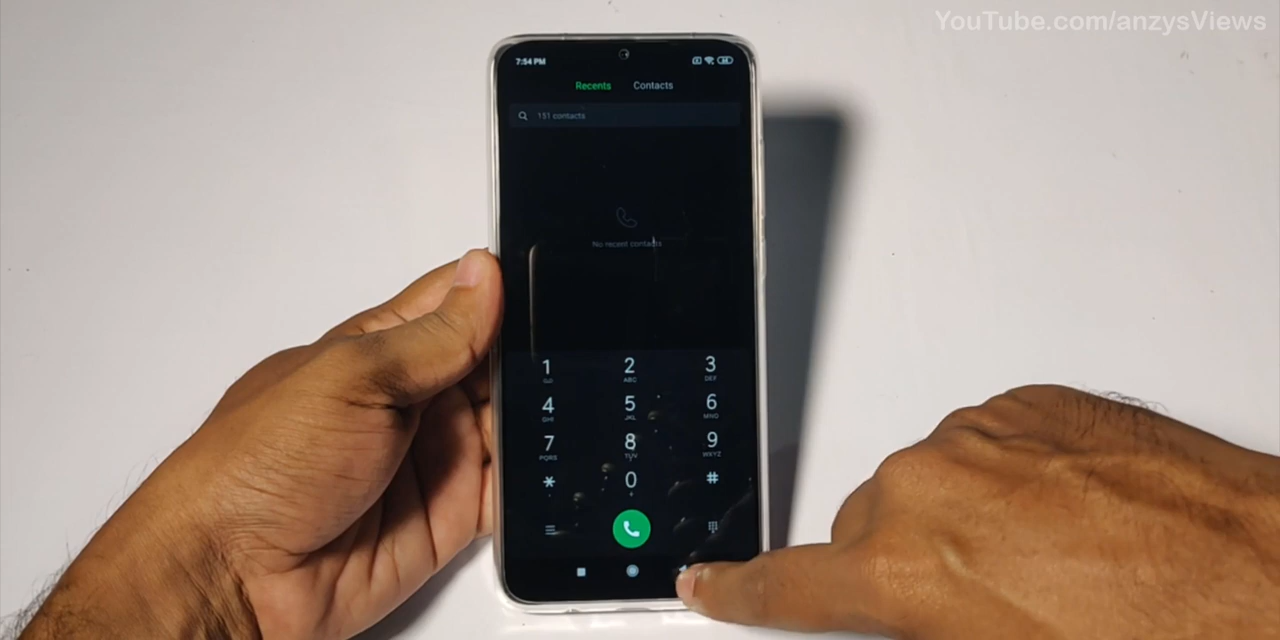 YouTube.com/anzysViews
7:54 PM
Recents Contacts
151 contacts
No recent contacts
1 2 3
ABC DEF
4 5 6
GHI JKL MNO
7 8 9
PQRS TUV WXYZ
* 0 #
+